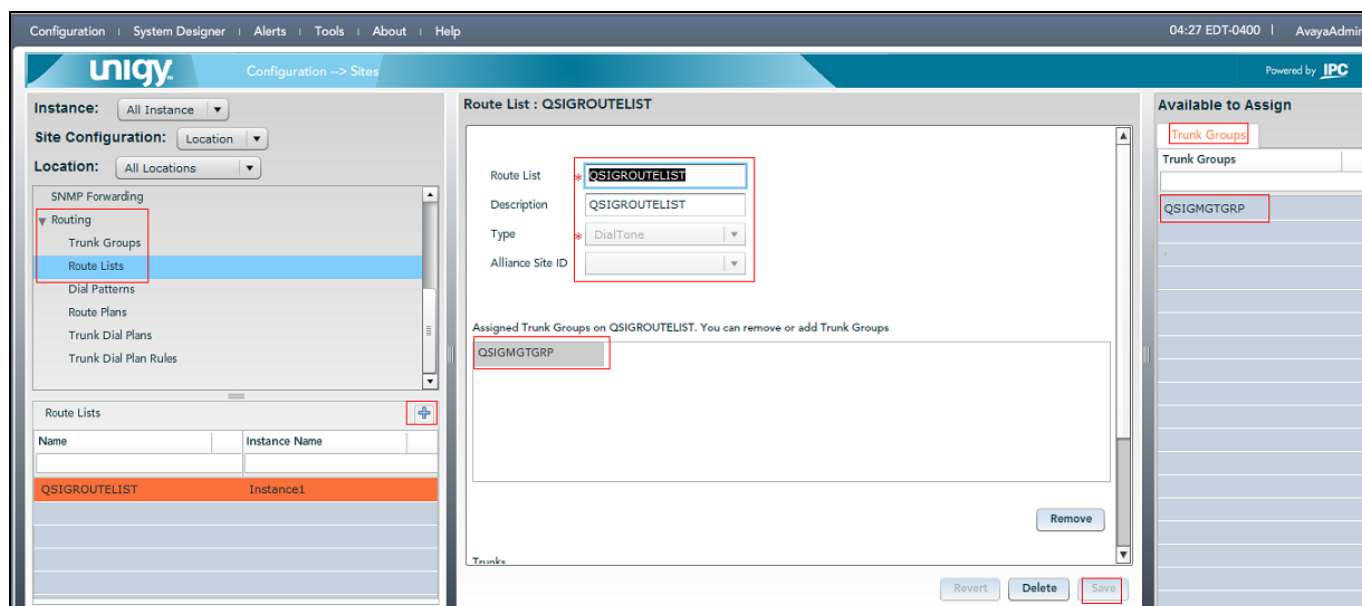 Configuration | System Designer | Alerts | Tools | About | Help
04:27 EDT-0400 | AvayaAdmin
unigy.
Configuration --> Sites
Powered by IPC
Instance: All Instance
Site Configuration: Location
Location: All Locations
SNMP Forwarding
Routing
Trunk Groups
Route Lists
Dial Patterns
Route Plans
Trunk Dial Plans
Trunk Dial Plan Rules
Route Lists
Name Instance Name
QSIGROUTELIST Instance1
Route List : QSIGROUTELIST
Route List * QSIGROUTELIST
Description QSIGROUTELIST
Type * DialTone
Alliance Site ID
Assigned Trunk Groups on QSIGROUTELIST. You can remove or add Trunk Groups
QSIGMGTGRP
Remove
Trunks
Revert Delete Save
Available to Assign
Trunk Groups
Trunk Groups
QSIGMGTGRP